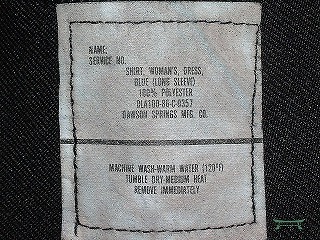 NAME:
SERVICE NO.
SHIRT, WOMAN'S, DRESS,
BLUE (LONG SLEEVE)
100% POLYESTER
DLA100-86-C-0357
DAWSON SPRINGS MFG. CO.
MACHINE WASH-WARM WATER (120°F)
TUMBLE DRY-MEDIUM HEAT
REMOVE IMMEDIATELY